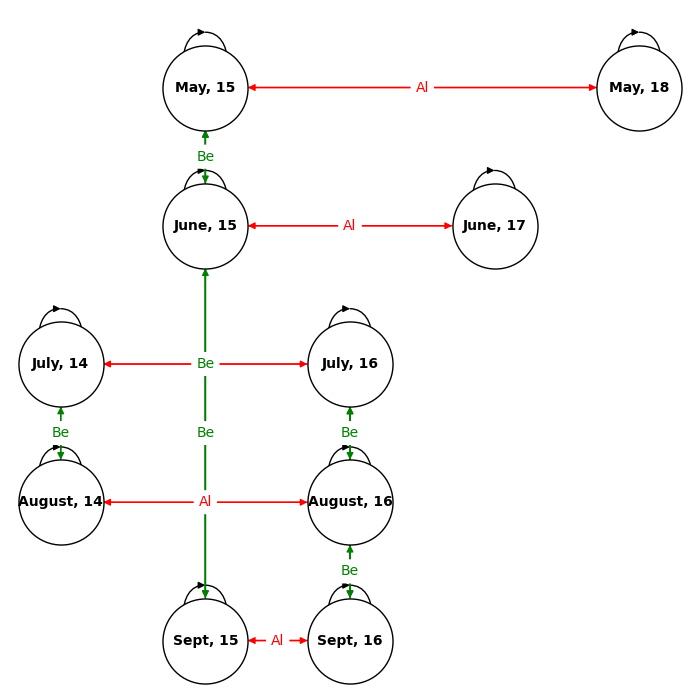 May, 15
Al
May, 18
Be
June, 15
Al
June, 17
July, 14
Be
July, 16
Be
Be
Be
August, 14
Al
August, 16
Be
Sept, 15
Al
Sept, 16